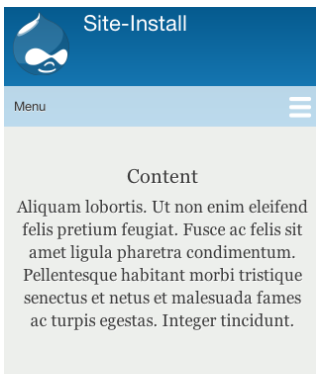 Site-Install
Menu
Content
Aliquam lobortis. Ut non enim eleifend
felis pretium feugiat. Fusce ac felis sit
amet ligula pharetra condimentum.
Pellentesque habitant morbi tristique
senectus et netus et malesuada fames
ac turpis egestas. Integer tincidunt.